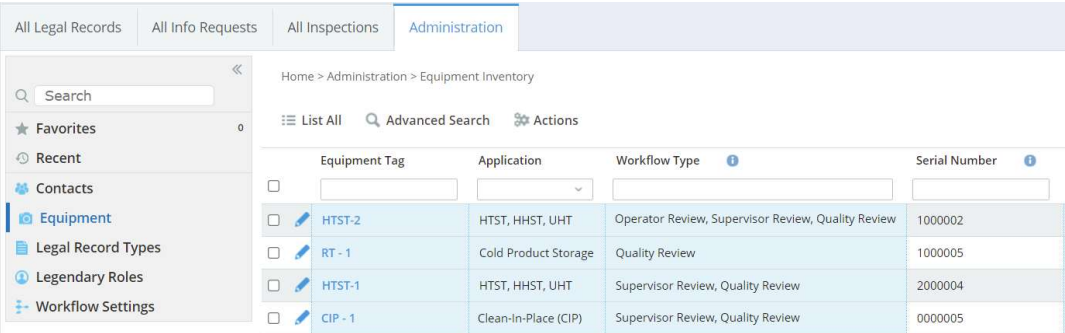 All Legal Records All Info Requests All Inspections Administration
Search
Favorites 0
Recent
Contacts
Equipment
Legal Record Types
Legendary Roles
Workflow Settings
Home > Administration > Equipment Inventory
List All Advanced Search Actions
Equipment Tag Application Workflow Type Serial Number
HTST-2 HTST, HHST, UHT Operator Review, Supervisor Review, Quality Review 1000002
RT - 1 Cold Product Storage Quality Review 1000005
HTST-1 HTST, HHST, UHT Supervisor Review, Quality Review 2000004
CIP - 1 Clean-In-Place (CIP) Supervisor Review, Quality Review 0000005